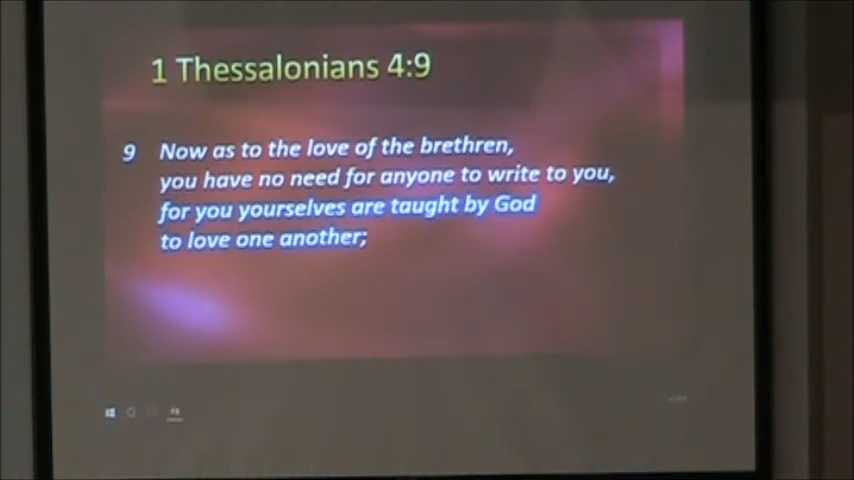 1 Thessalonians 4:9
9 Now as to the love of the brethren,
you have no need for anyone to write to you,
for you yourselves are taught by God
to love one another;